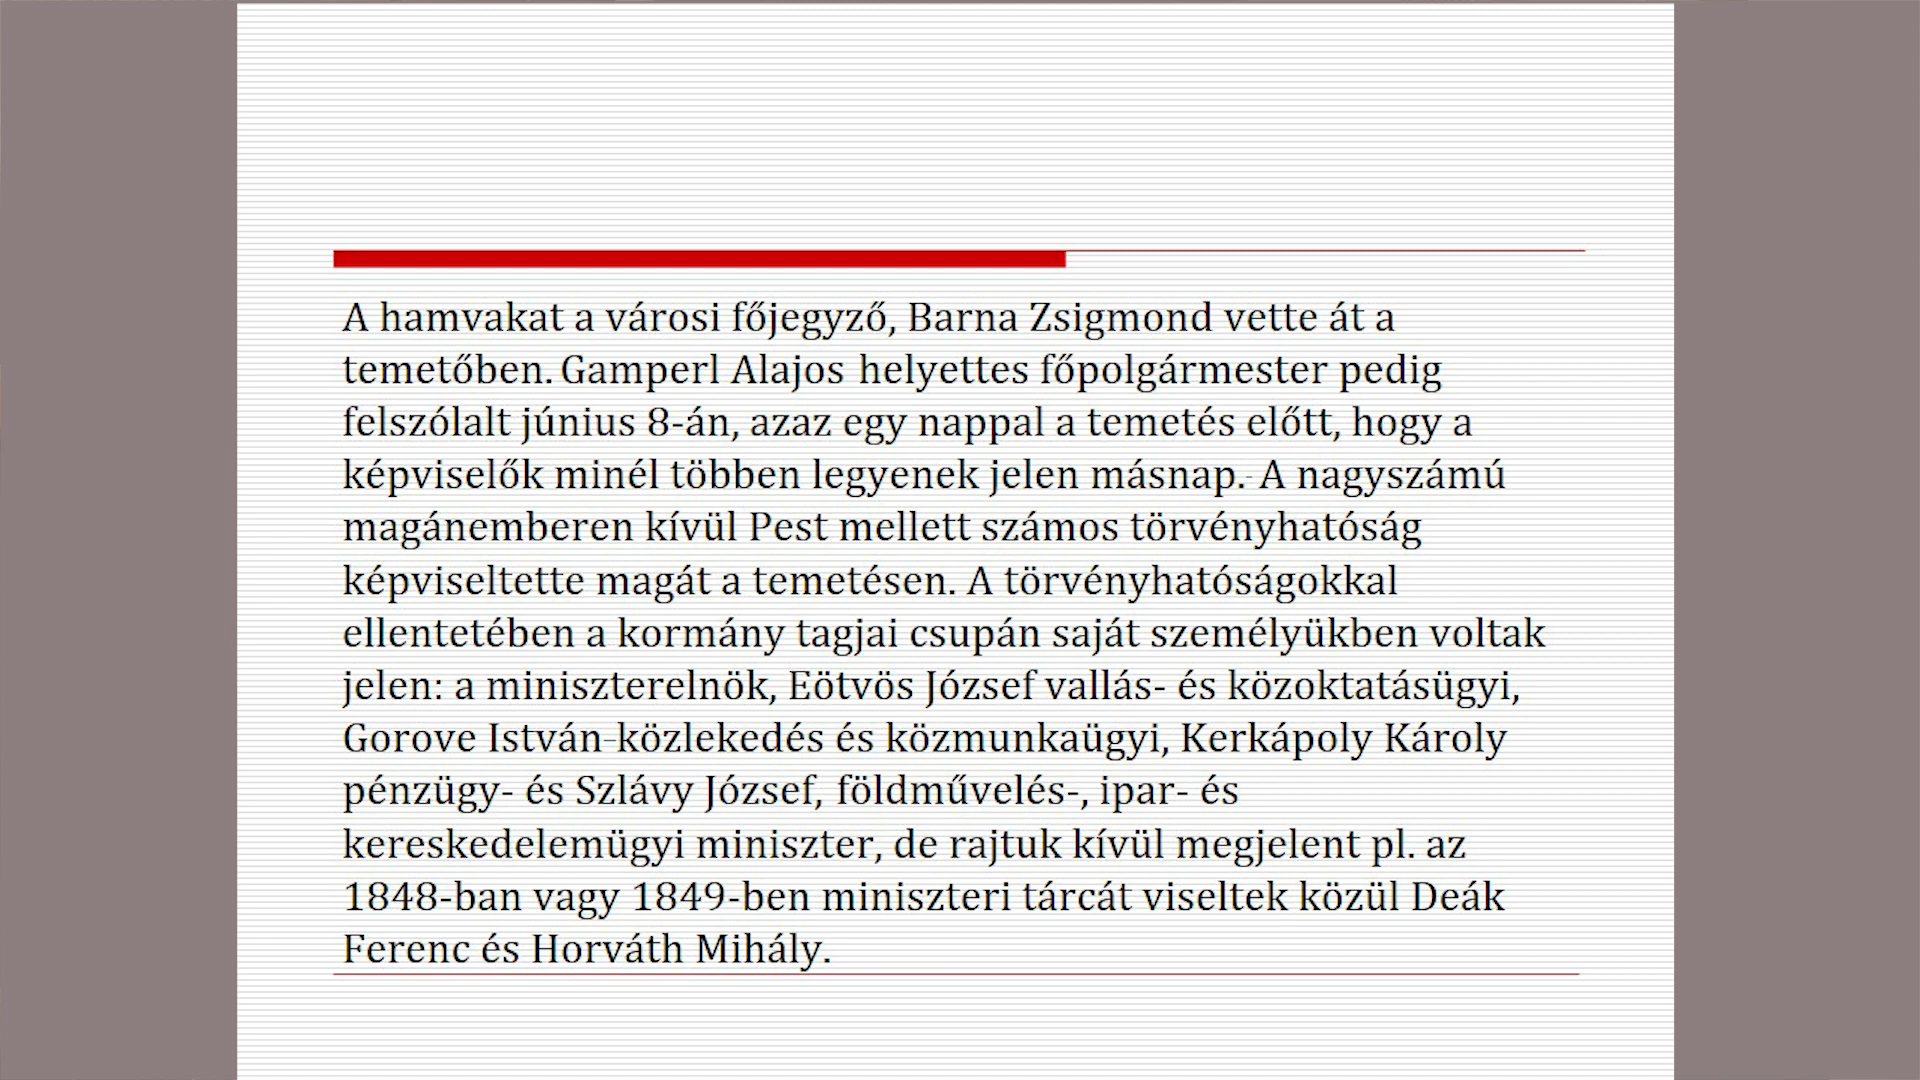 A hamvakat a városi főjegyző, Barna Zsigmond vette át a
temetőben. Gamperl Alajos helyettes főpolgármester pedig
felszólalt június 8-án, azaz egy nappal a temetés előtt, hogy a
képviselők minél többen legyenek jelen másnap. A nagyszámú
magánemberen kívül Pest mellett számos törvényhatóság
képviseltette magát a temetésen. A törvényhatóságokkal
ellentetében a kormány tagjai csupán saját személyükben voltak
jelen: a miniszterelnök, Eötvös József vallás- és közoktatásügyi,
Gorove István közlekedés és közmunkaügyi, Kerkápoly Károly
pénzügy- és Szlávy József, földművelés-, ipar- és
kereskedelemügyi miniszter, de rajtuk kívül megjelent pl. az
1848-ban vagy 1849-ben miniszteri tárcát viseltek közül Deák
Ferenc és Horváth Mihály.